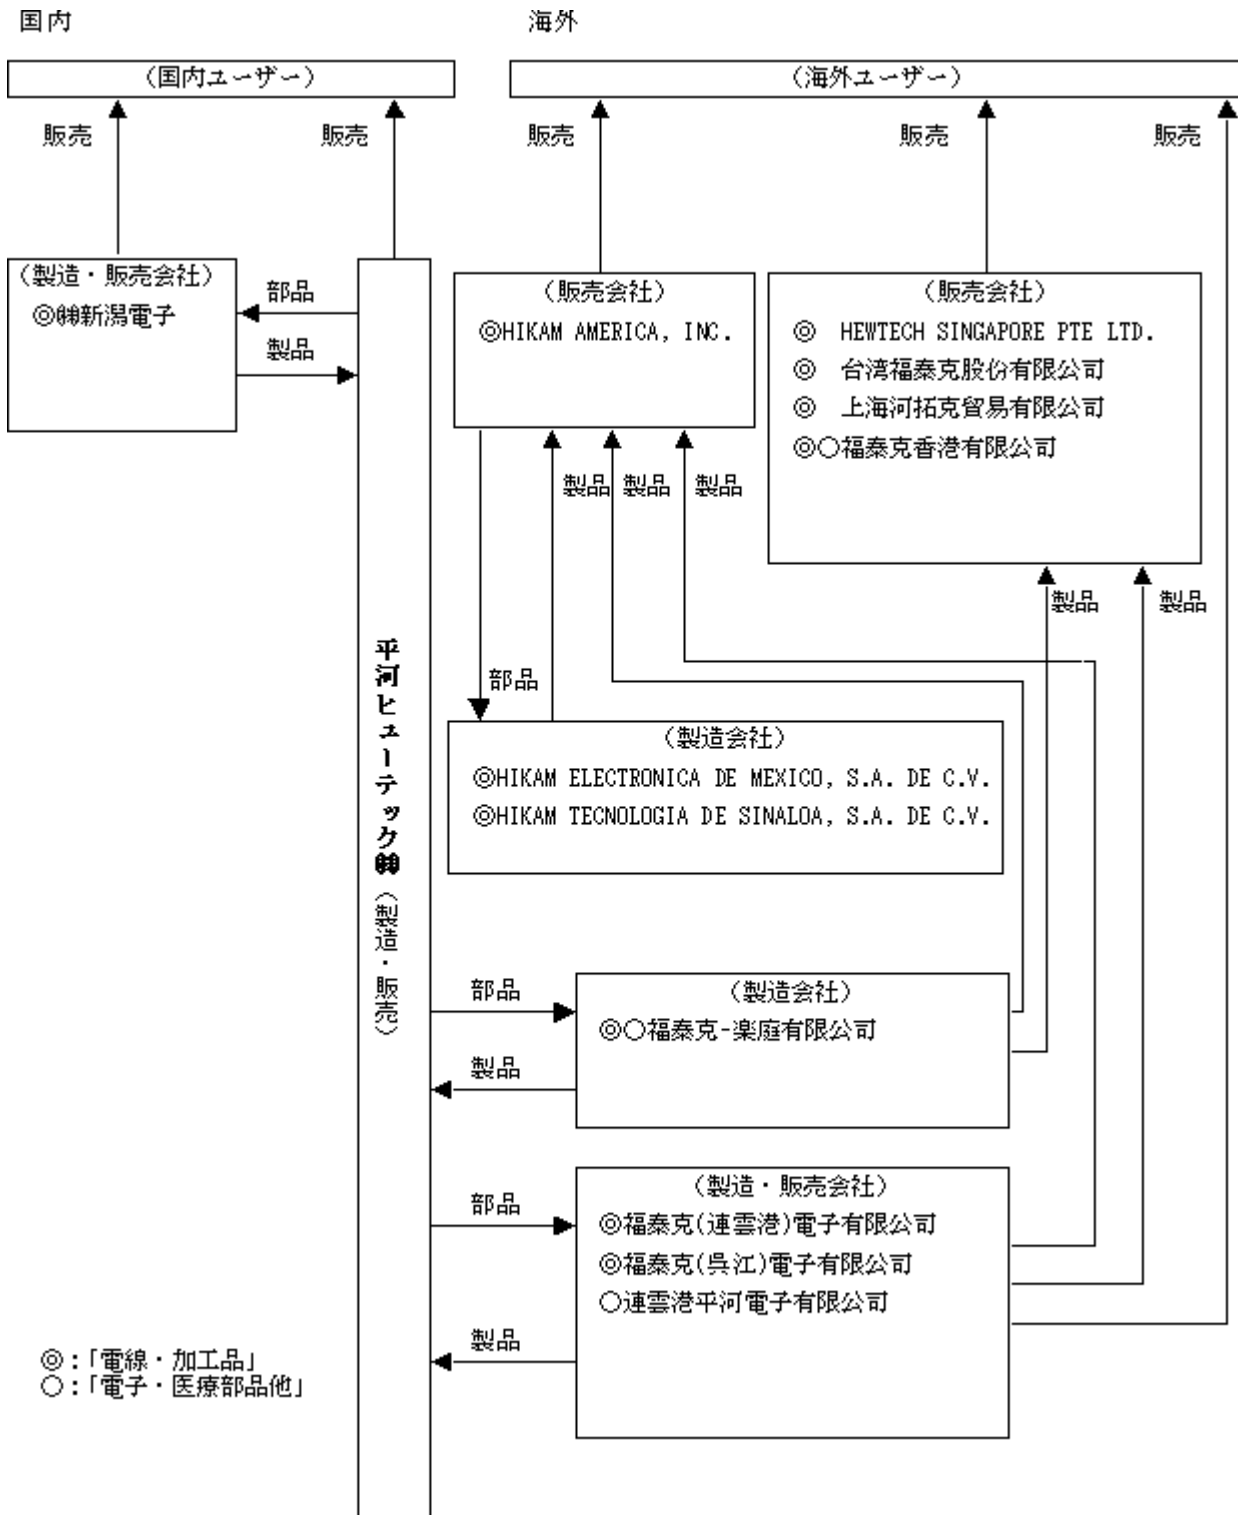 国内
海外
（国内ユーザー）
（海外ユーザー）
販売
販売
販売
販売
販売
（製造・販売会社）
◎㈱新潟電子
部品
製品
（販売会社）
◎HIKAM AMERICA, INC.
（販売会社）
◎ HEWTECH SINGAPORE PTE LTD.
◎ 台湾福泰克股份有限公司
◎ 上海河拓克貿易有限公司
◎○福泰克香港有限公司
製品
製品
製品
製品
製品
部品
平河ヒューテック㈱（製造・販売）
（製造会社）
◎HIKAM ELECTRONICA DE MEXICO, S.A. DE C.V.
◎HIKAM TECNOLOGIA DE SINALOA, S.A. DE C.V.
部品
製品
（製造会社）
◎○福泰克-楽庭有限公司
部品
製品
（製造・販売会社）
◎福泰克(連雲港)電子有限公司
◎福泰克(呉江)電子有限公司
○連雲港平河電子有限公司
◎：「電線・加工品」
○：「電子・医療部品他」